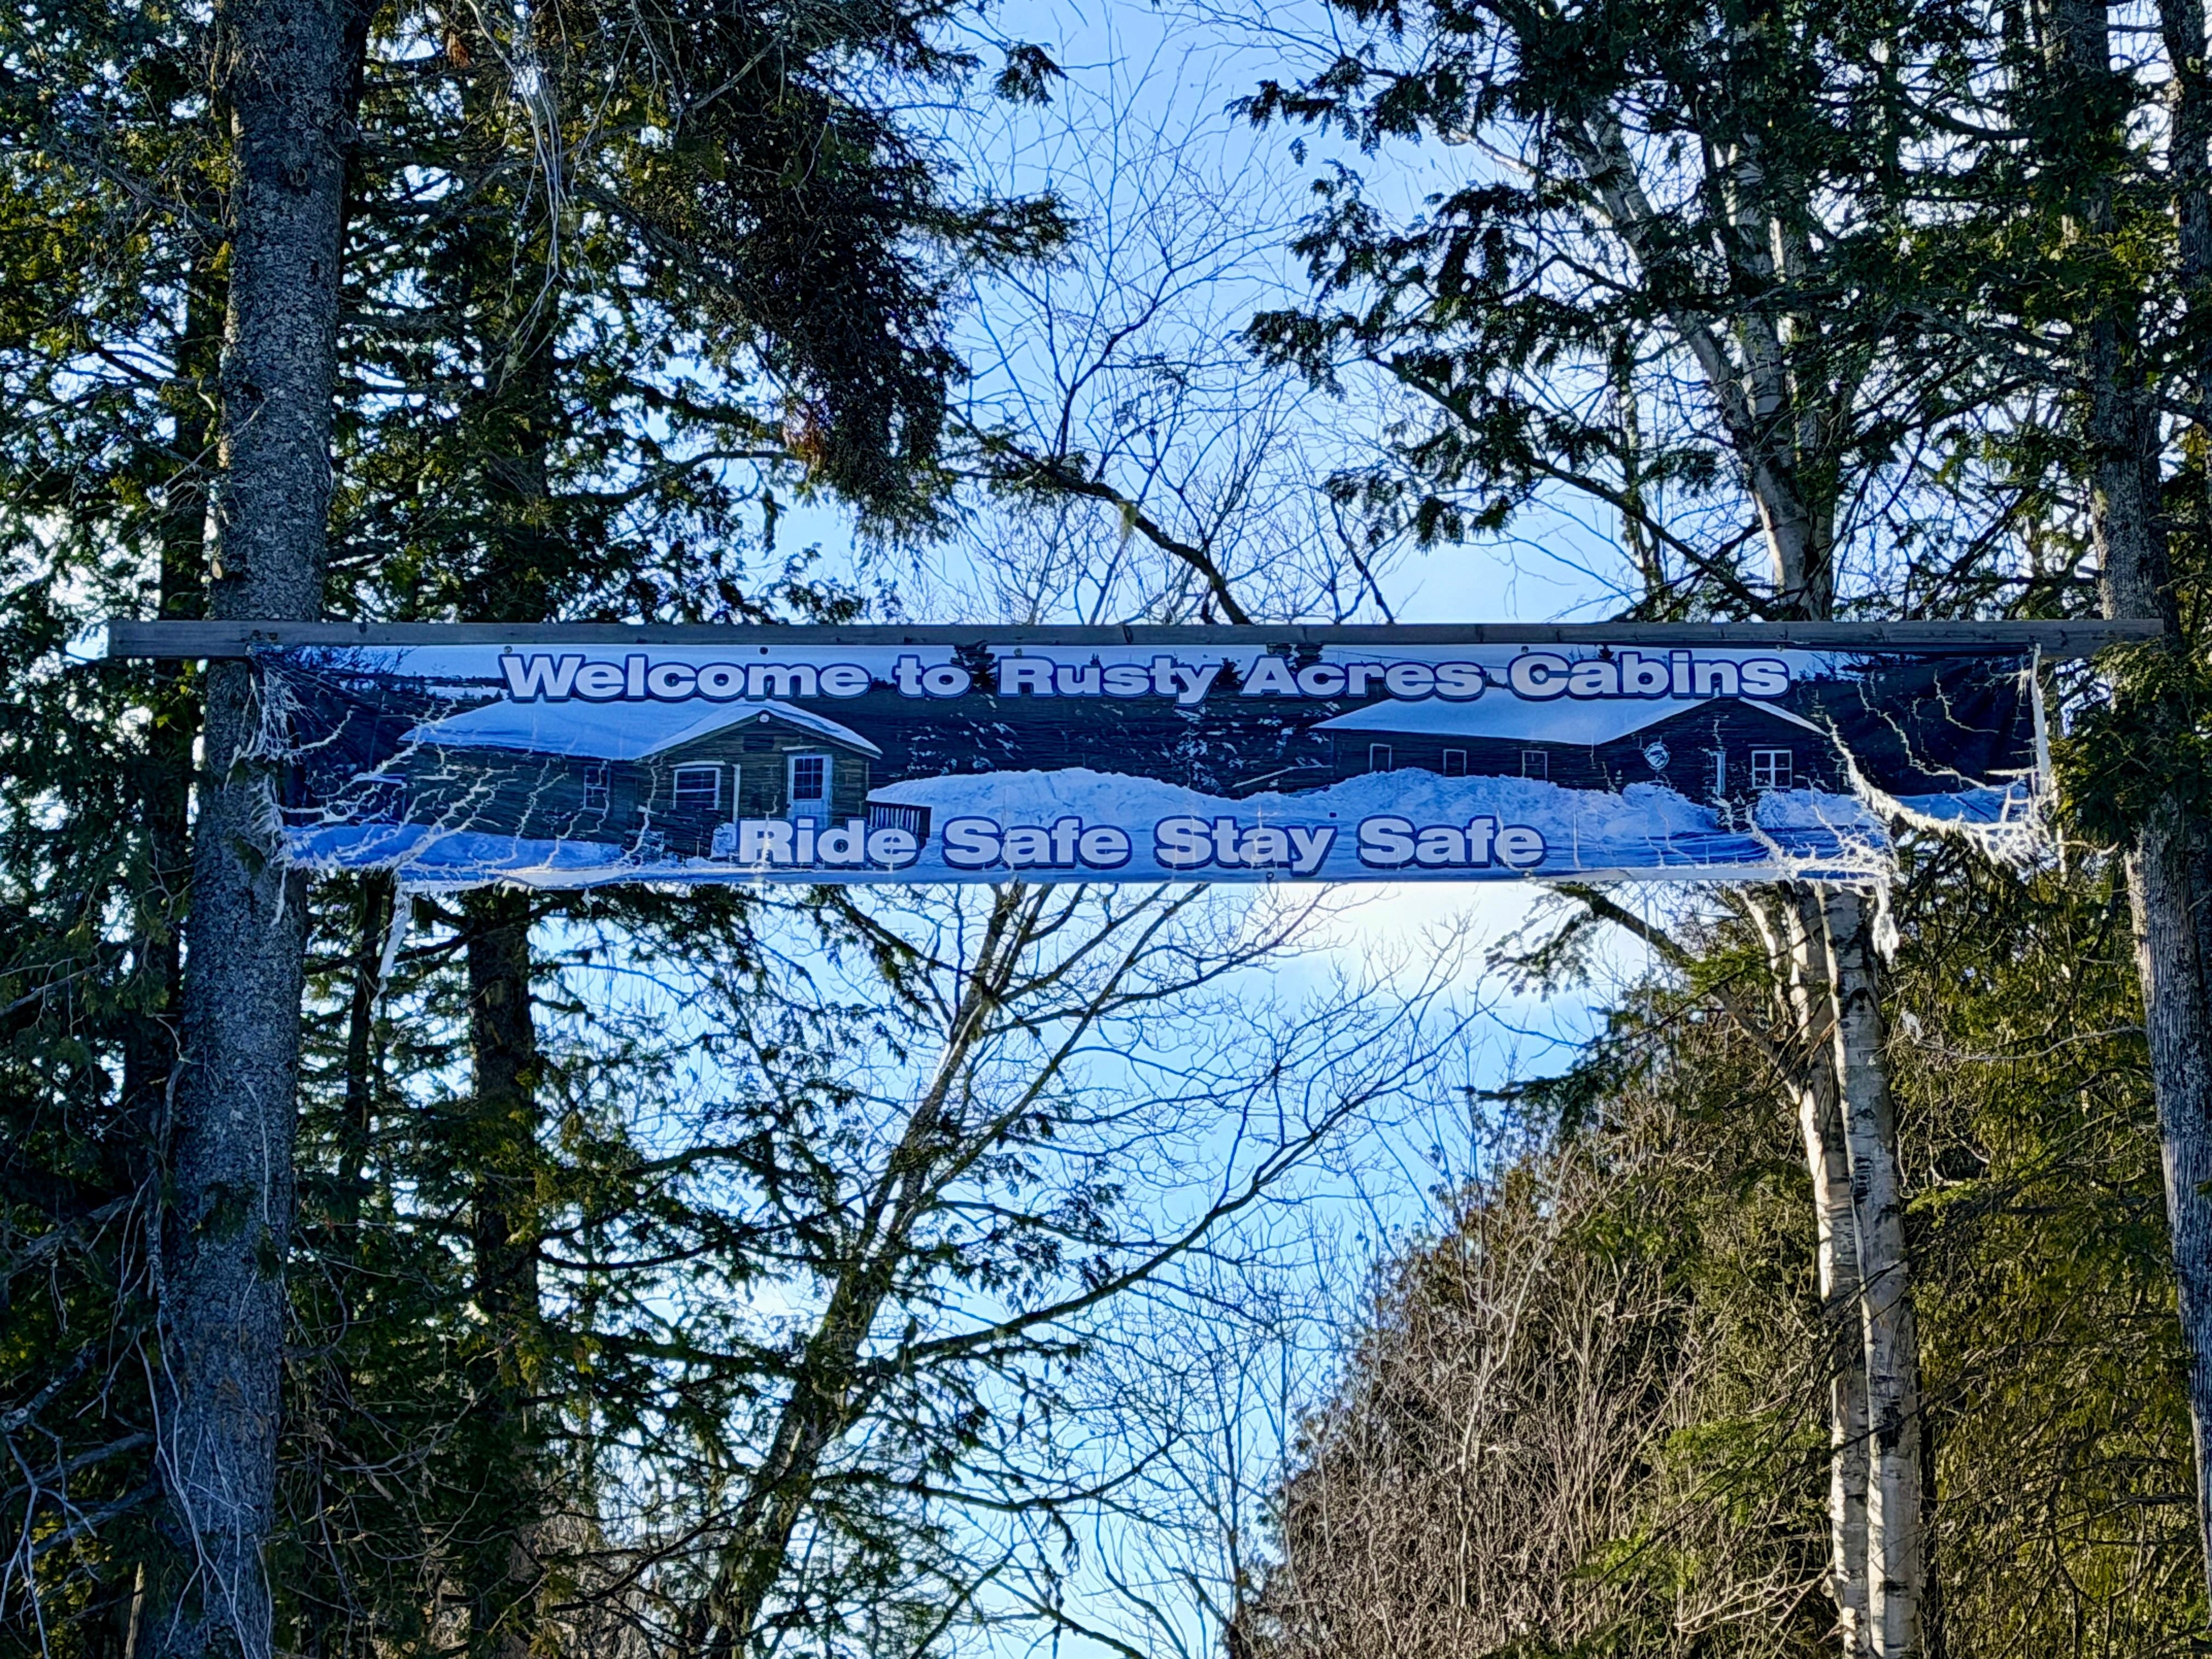 Welcome to Rusty Acres Cabins
Ride Safe Stay Safe